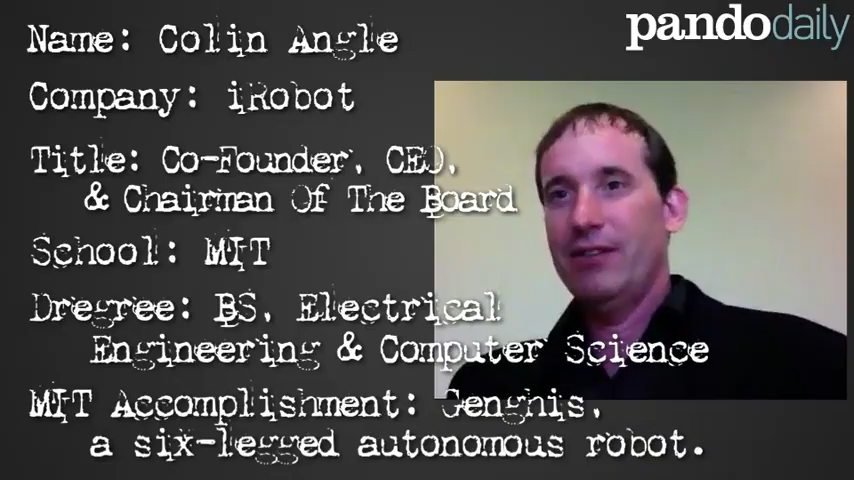 pandodaily
Name: Colin Angle
Company: iRobot
Title: Co-Founder, CEO,
& Chairman Of The Board
School: MIT
Dregree: BS, Electrical
Engineering & Computer Science
MIT Accomplishment: Genghis,
a six-legged autonomous robot.